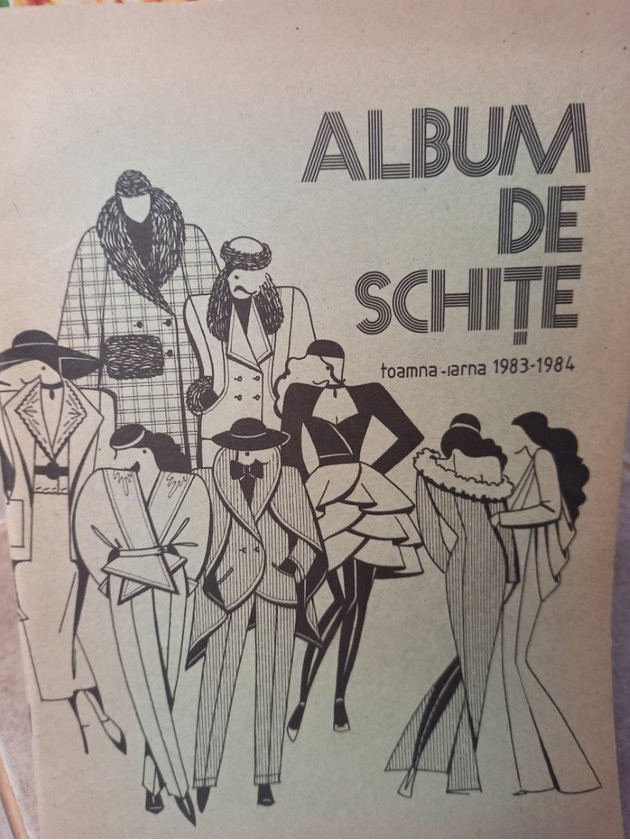 ALBUM
DE
SCHIȚE
toamna-iarna 1983-1984